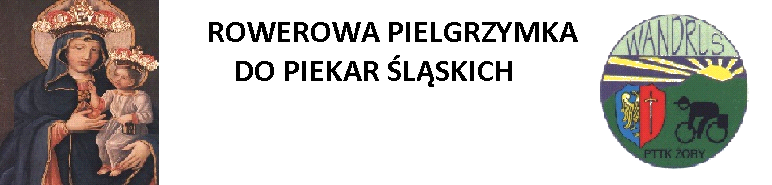 ROWEROWA PIELGRZYMKA
DO PIEKAR ŚLĄSKICH
WANDRUS
PTTK ŻORY